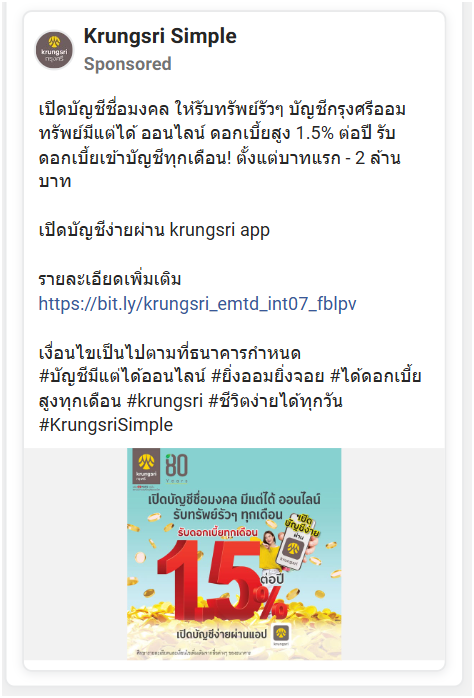 Krungsri Simple
krungsri
กรุงศรี
Sponsored
เปิดบัญชีชื่อมงคล ให้รับทรัพย์รัวๆ บัญชีกรุงศรีออม
ทรัพย์มีแต่ได้ ออนไลน์ ดอกเบี้ยสูง 1.5% ต่อปี รับ
ดอกเบี้ยเข้าบัญชีทุกเดือน! ตั้งแต่บาทแรก - 2 ล้าน
บาท
เปิดบัญชีง่ายผ่าน krungsri app
รายละเอียดเพิ่มเติม
https://bit.ly/krungsri_emtd_int07_fblpv
เงื่อนไขเป็นไปตามที่ธนาคารกำหนด
#บัญชีมีแต่ได้ออนไลน์ #ยิ่งออมยิ่งจอย #ได้ดอกเบี้ย
สูงทุกเดือน #krungsri #ชีวิตง่ายได้ทุกวัน
#KrungsriSimple
krungsri
กรุงศรี
80
Years
เปิดบัญชีชื่อมงคล มีแต่ได้ ออนไลน์
รับทรัพย์รัวๆ ทุกเดือน
รับดอกเบี้ยทุกเดือน
เปิด
บัญชีง่าย
ผ่าน
krungsri
1.5%
ต่อปี
เปิดบัญชีง่ายผ่านแอป
krungsri